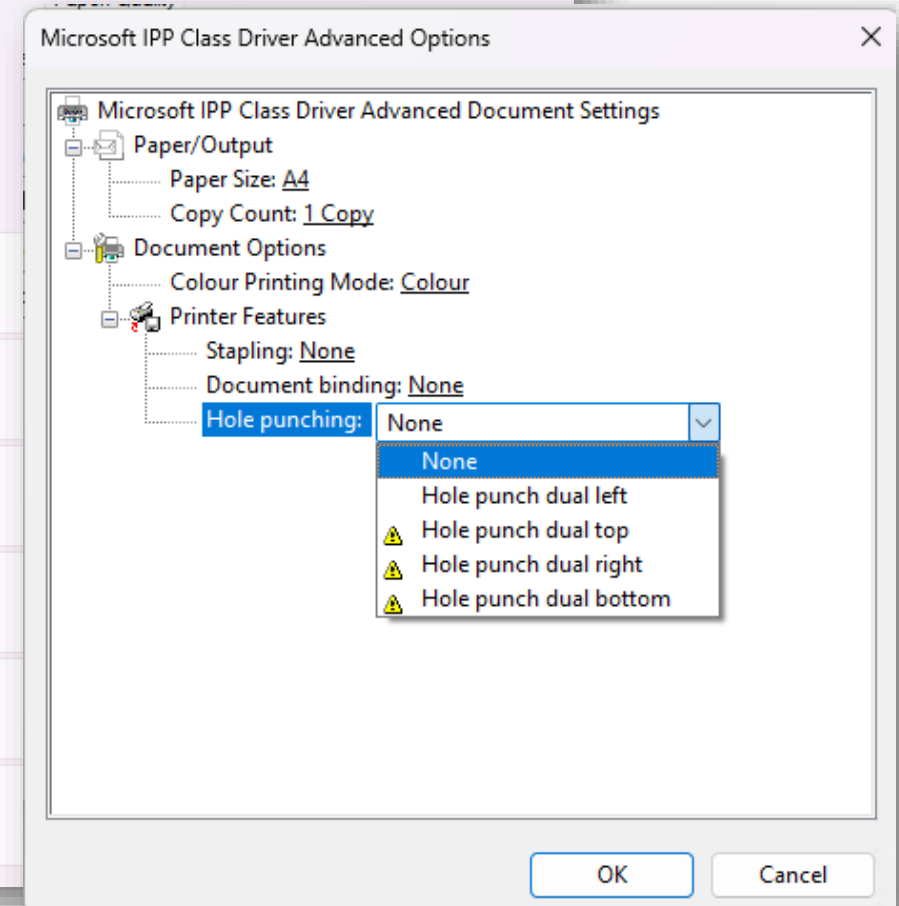 Microsoft IPP Class Driver Advanced Options
Microsoft IPP Class Driver Advanced Document Settings
Paper/Output
Paper Size: A4
Copy Count: 1 Copy
Document Options
Colour Printing Mode: Colour
Printer Features
Stapling: None
Document binding: None
Hole punching: None
None
Hole punch dual left
Hole punch dual top
Hole punch dual right
Hole punch dual bottom
OK Cancel